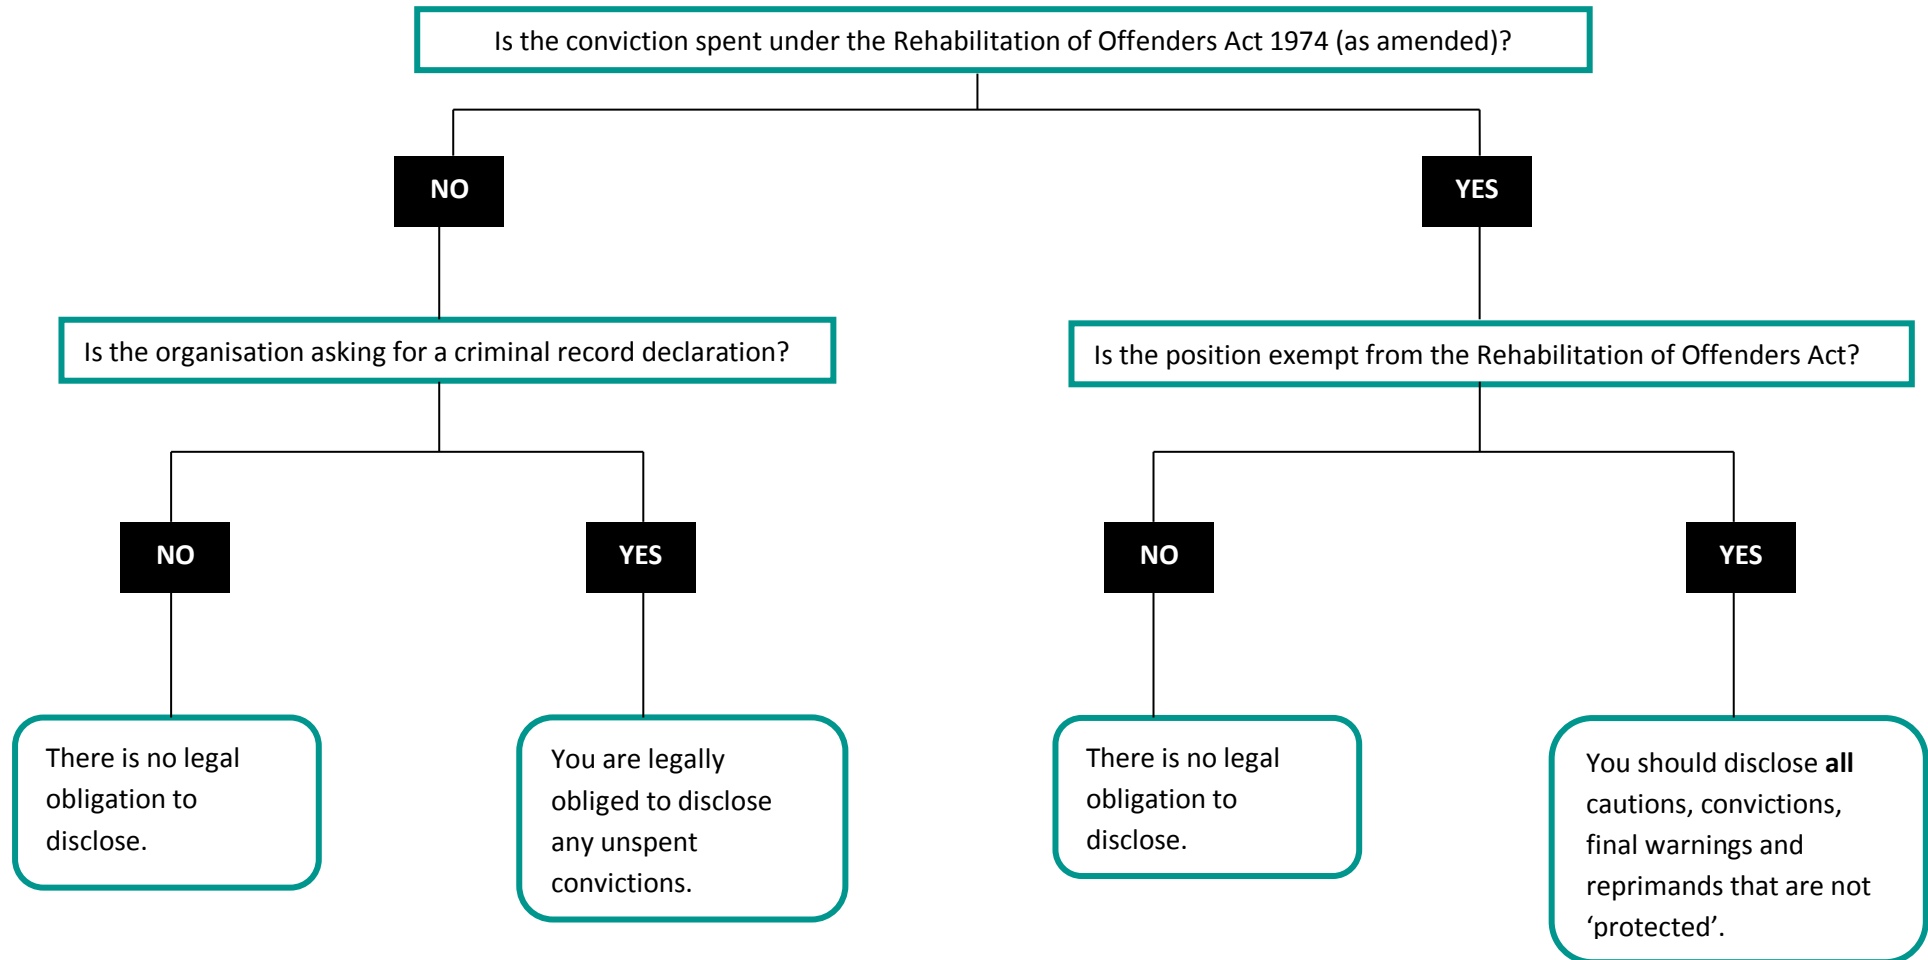 Is the conviction spent under the Rehabilitation of Offenders Act 1974 (as amended)?
NO
YES
Is the organisation asking for a criminal record declaration?
Is the position exempt from the Rehabilitation of Offenders Act?
NO
YES
NO
YES
There is no legal
obligation to
disclose.
You are legally
obliged to disclose
any unspent
convictions.
There is no legal
obligation to
disclose.
You should disclose all
cautions, convictions,
final warnings and
reprimands that are not
‘protected’.